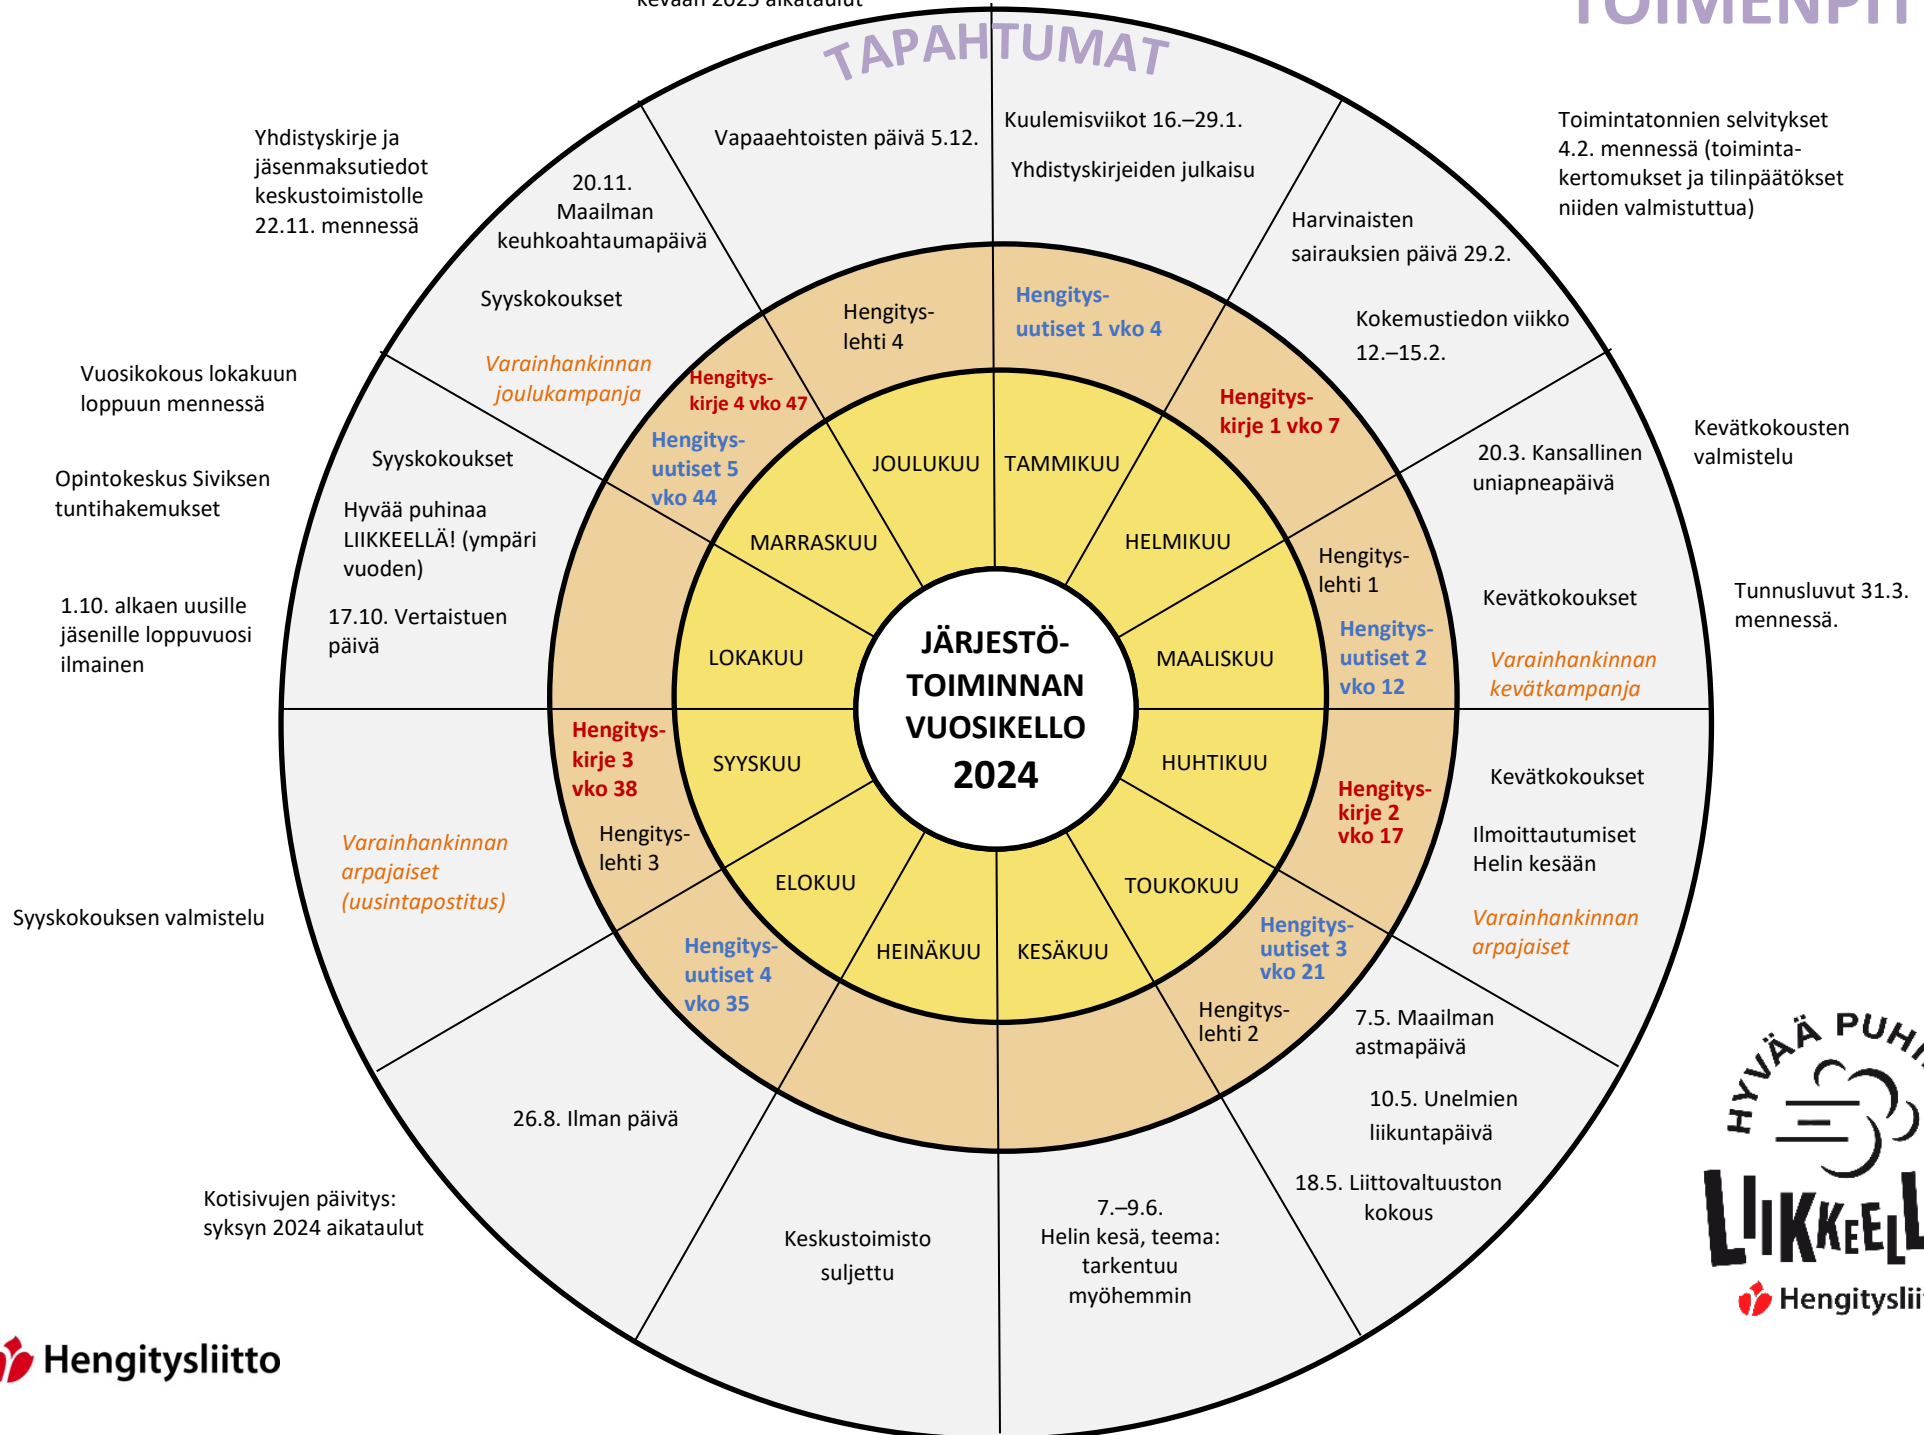 kevään 2025 aikataulut
TAPAHTUMAT
Vapaaehtoisten päivä 5.12.
Kuulemisviikot 16.–29.1.
Yhdistyskirjeiden julkaisu
Toimintatonnien selvitykset
4.2. mennessä (toiminta-
kertomukset ja tilinpäätökset
niiden valmistuttua)
Harvinaisten
sairauksien päivä 29.2.
Kokemustiedon viikko
12.–15.2.
Kevätkokousten
valmistelu
20.3. Kansallinen
uniapneapäivä
Kevätkokoukset
Varainhankinnan
kevätkampanja
Tunnusluvut 31.3.
mennessä.
Kevätkokoukset
Ilmoittautumiset
Helin kesään
Varainhankinnan
arpajaiset
7.5. Maailman
astmapäivä
10.5. Unelmien
liikuntapäivä
18.5. Liittovaltuuston
kokous
7.–9.6.
Helin kesä, teema:
tarkentuu
myöhemmin
Keskustoimisto
suljettu
26.8. Ilman päivä
Kotisivujen päivitys:
syksyn 2024 aikataulut
Varainhankinnan
arpajaiset
(uusintapostitus)
Syyskokouksen valmistelu
Syyskokoukset
Hyvää puhinaa
LIIKKEELLÄ! (ympäri
vuoden)
17.10. Vertaistuen
päivä
Vuosikokous lokakuun
loppuun mennessä
Opintokeskus Siviksen
tuntihakemukset
1.10. alkaen uusille
jäsenille loppuvuosi
ilmainen
Yhdistyskirje ja
jäsenmaksutiedot
keskustoimistolle
22.11. mennessä
20.11.
Maailman
keuhkoahtaumapäivä
Syyskokoukset
Varainhankinnan
joulukampanja
Hengitys-
lehti 4
Hengitys-
uutiset 1 vko 4
Hengitys-
kirje 1 vko 7
Hengitys-
lehti 1
Hengitys-
uutiset 2
vko 12
Hengitys-
kirje 2
vko 17
Hengitys-
uutiset 3
vko 21
Hengitys-
lehti 2
Hengitys-
uutiset 4
vko 35
Hengitys-
kirje 3
vko 38
Hengitys-
lehti 3
Hengitys-
kirje 4 vko 47
Hengitys-
uutiset 5
vko 44
JOULUKUU
TAMMIKUU
HELMIKUU
MAALISKUU
HUHTIKUU
TOUKOKUU
KESÄKUU
HEINÄKUU
ELOKUU
SYYSKUU
LOKAKUU
MARRASKUU
JÄRJESTÖ-
TOIMINNAN
VUOSIKELLO
2024
HYVÄÄ
Hengitysliitto